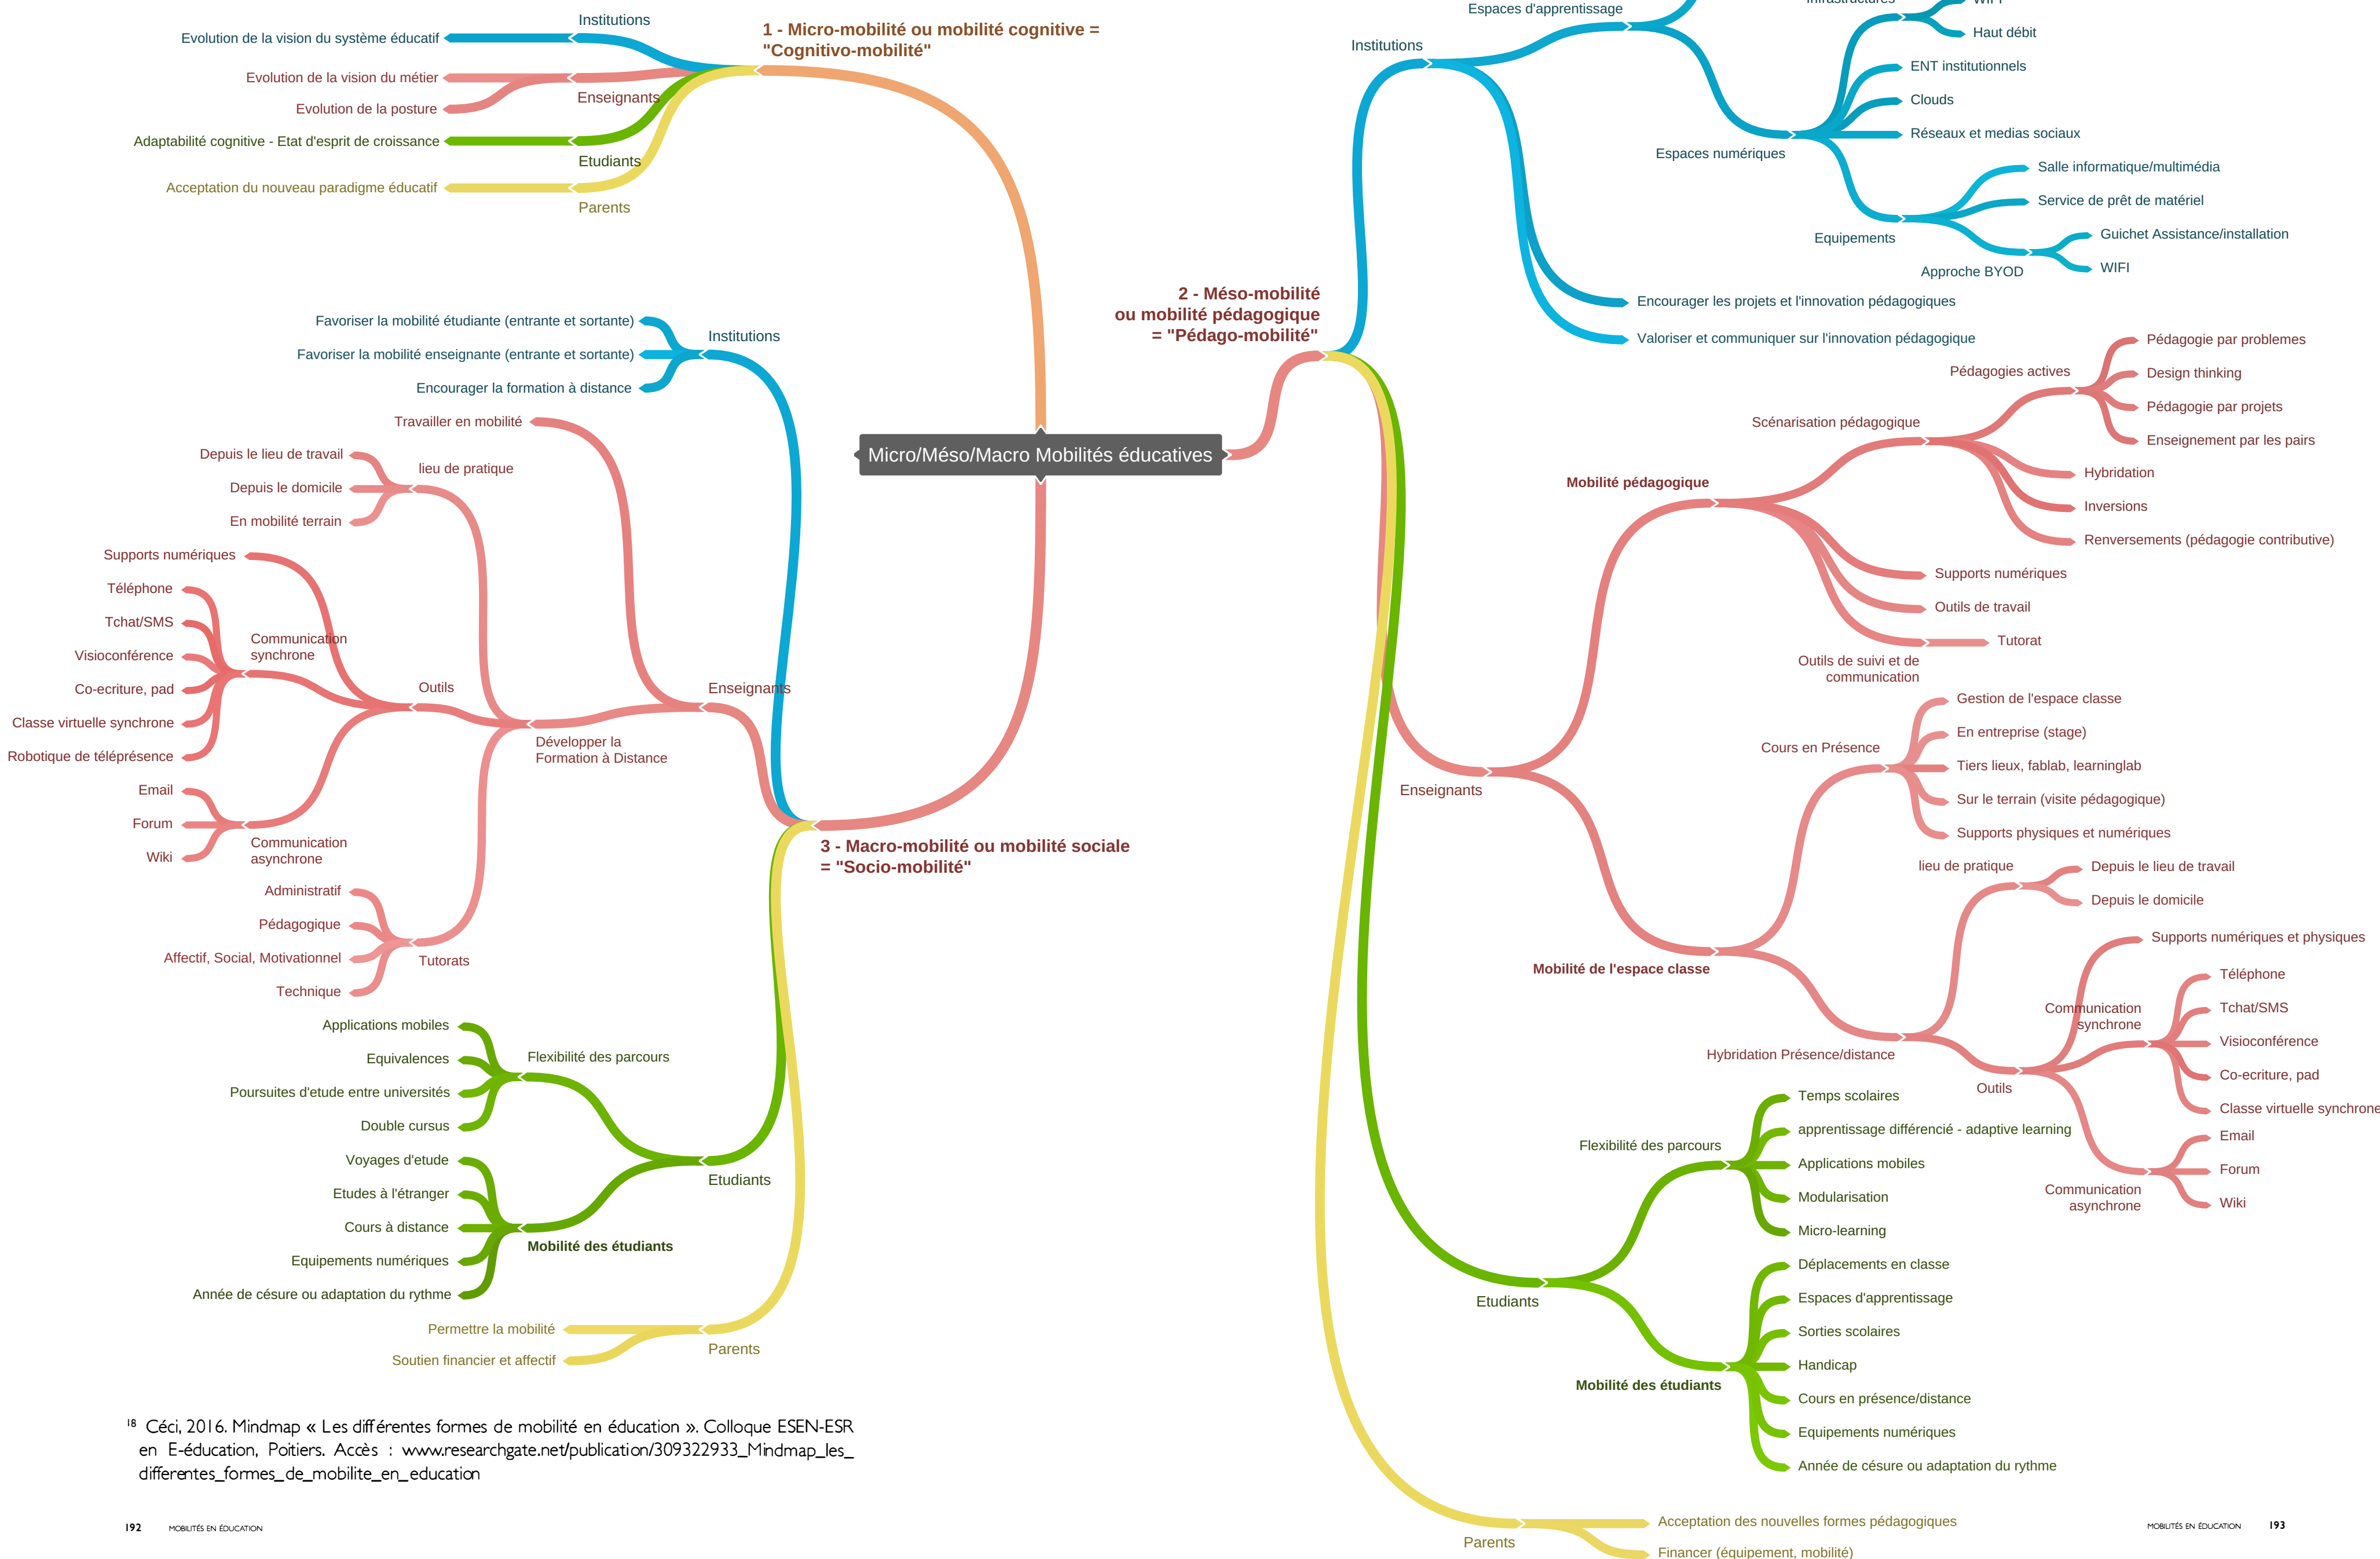 Institutions
Evolution de la vision du système éducatif
1 - Micro-mobilité ou mobilité cognitive =
"Cognitivo-mobilité"
Evolution de la vision du métier
Enseignants
Evolution de la posture
Adaptabilité cognitive - Etat d'esprit de croissance
Etudiants
Acceptation du nouveau paradigme éducatif
Parents
Micro/Méso/Macro Mobilités éducatives
Favoriser la mobilité étudiante (entrante et sortante)
Institutions
Favoriser la mobilité enseignante (entrante et sortante)
Encourager la formation à distance
Travailler en mobilité
Depuis le lieu de travail
lieu de pratique
Depuis le domicile
En mobilité terrain
Supports numériques
Téléphone
Tchat/SMS
Communication
synchrone
Visioconférence
Co-ecriture, pad
Outils
Enseignants
Classe virtuelle synchrone
Développer la
Formation à Distance
Robotique de téléprésence
Email
Forum
Communication
asynchrone
Wiki
3 - Macro-mobilité ou mobilité sociale
= "Socio-mobilité"
Administratif
Pédagogique
Affectif, Social, Motivationnel
Tutorats
Technique
Applications mobiles
Equivalences
Flexibilité des parcours
Poursuites d'etude entre universités
Double cursus
Voyages d'etude
Etudiants
Etudes à l'étranger
Cours à distance
Mobilité des étudiants
Equipements numériques
Année de césure ou adaptation du rythme
Permettre la mobilité
Parents
Soutien financier et affectif
18 Céci, 2016. Mindmap « Les différentes formes de mobilité en éducation ». Colloque ESEN-ESR
en E-éducation, Poitiers. Accès : www.researchgate.net/publication/309322933_Mindmap_les_
differentes_formes_de_mobilite_en_education
192 MOBILITÉS EN ÉDUCATION
Espaces d'apprentissage
Infrastructures
WIFI
Haut débit
Institutions
ENT institutionnels
Clouds
Réseaux et medias sociaux
Espaces numériques
Salle informatique/multimédia
Service de prêt de matériel
Equipements
Guichet Assistance/installation
Approche BYOD
WIFI
2 - Méso-mobilité
ou mobilité pédagogique
= "Pédago-mobilité"
Encourager les projets et l'innovation pédagogiques
Valoriser et communiquer sur l'innovation pédagogique
Pédagogie par problemes
Pédagogies actives
Design thinking
Pédagogie par projets
Scénarisation pédagogique
Enseignement par les pairs
Hybridation
Mobilité pédagogique
Inversions
Renversements (pédagogie contributive)
Supports numériques
Outils de travail
Tutorat
Outils de suivi et de
communication
Gestion de l'espace classe
En entreprise (stage)
Cours en Présence
Tiers lieux, fablab, learninglab
Enseignants
Sur le terrain (visite pédagogique)
Supports physiques et numériques
lieu de pratique
Depuis le lieu de travail
Depuis le domicile
Supports numériques et physiques
Mobilité de l'espace classe
Téléphone
Communication
synchrone
Tchat/SMS
Visioconférence
Hybridation Présence/distance
Co-ecriture, pad
Outils
Classe virtuelle synchrone
Email
Forum
Communication
asynchrone
Wiki
Temps scolaires
apprentissage différencié - adaptive learning
Flexibilité des parcours
Applications mobiles
Modularisation
Micro-learning
Déplacements en classe
Etudiants
Espaces d'apprentissage
Sorties scolaires
Handicap
Mobilité des étudiants
Cours en présence/distance
Equipements numériques
Année de césure ou adaptation du rythme
Acceptation des nouvelles formes pédagogiques
Parents
Financer (équipement, mobilité)
MOBILITÉS EN ÉDUCATION 193